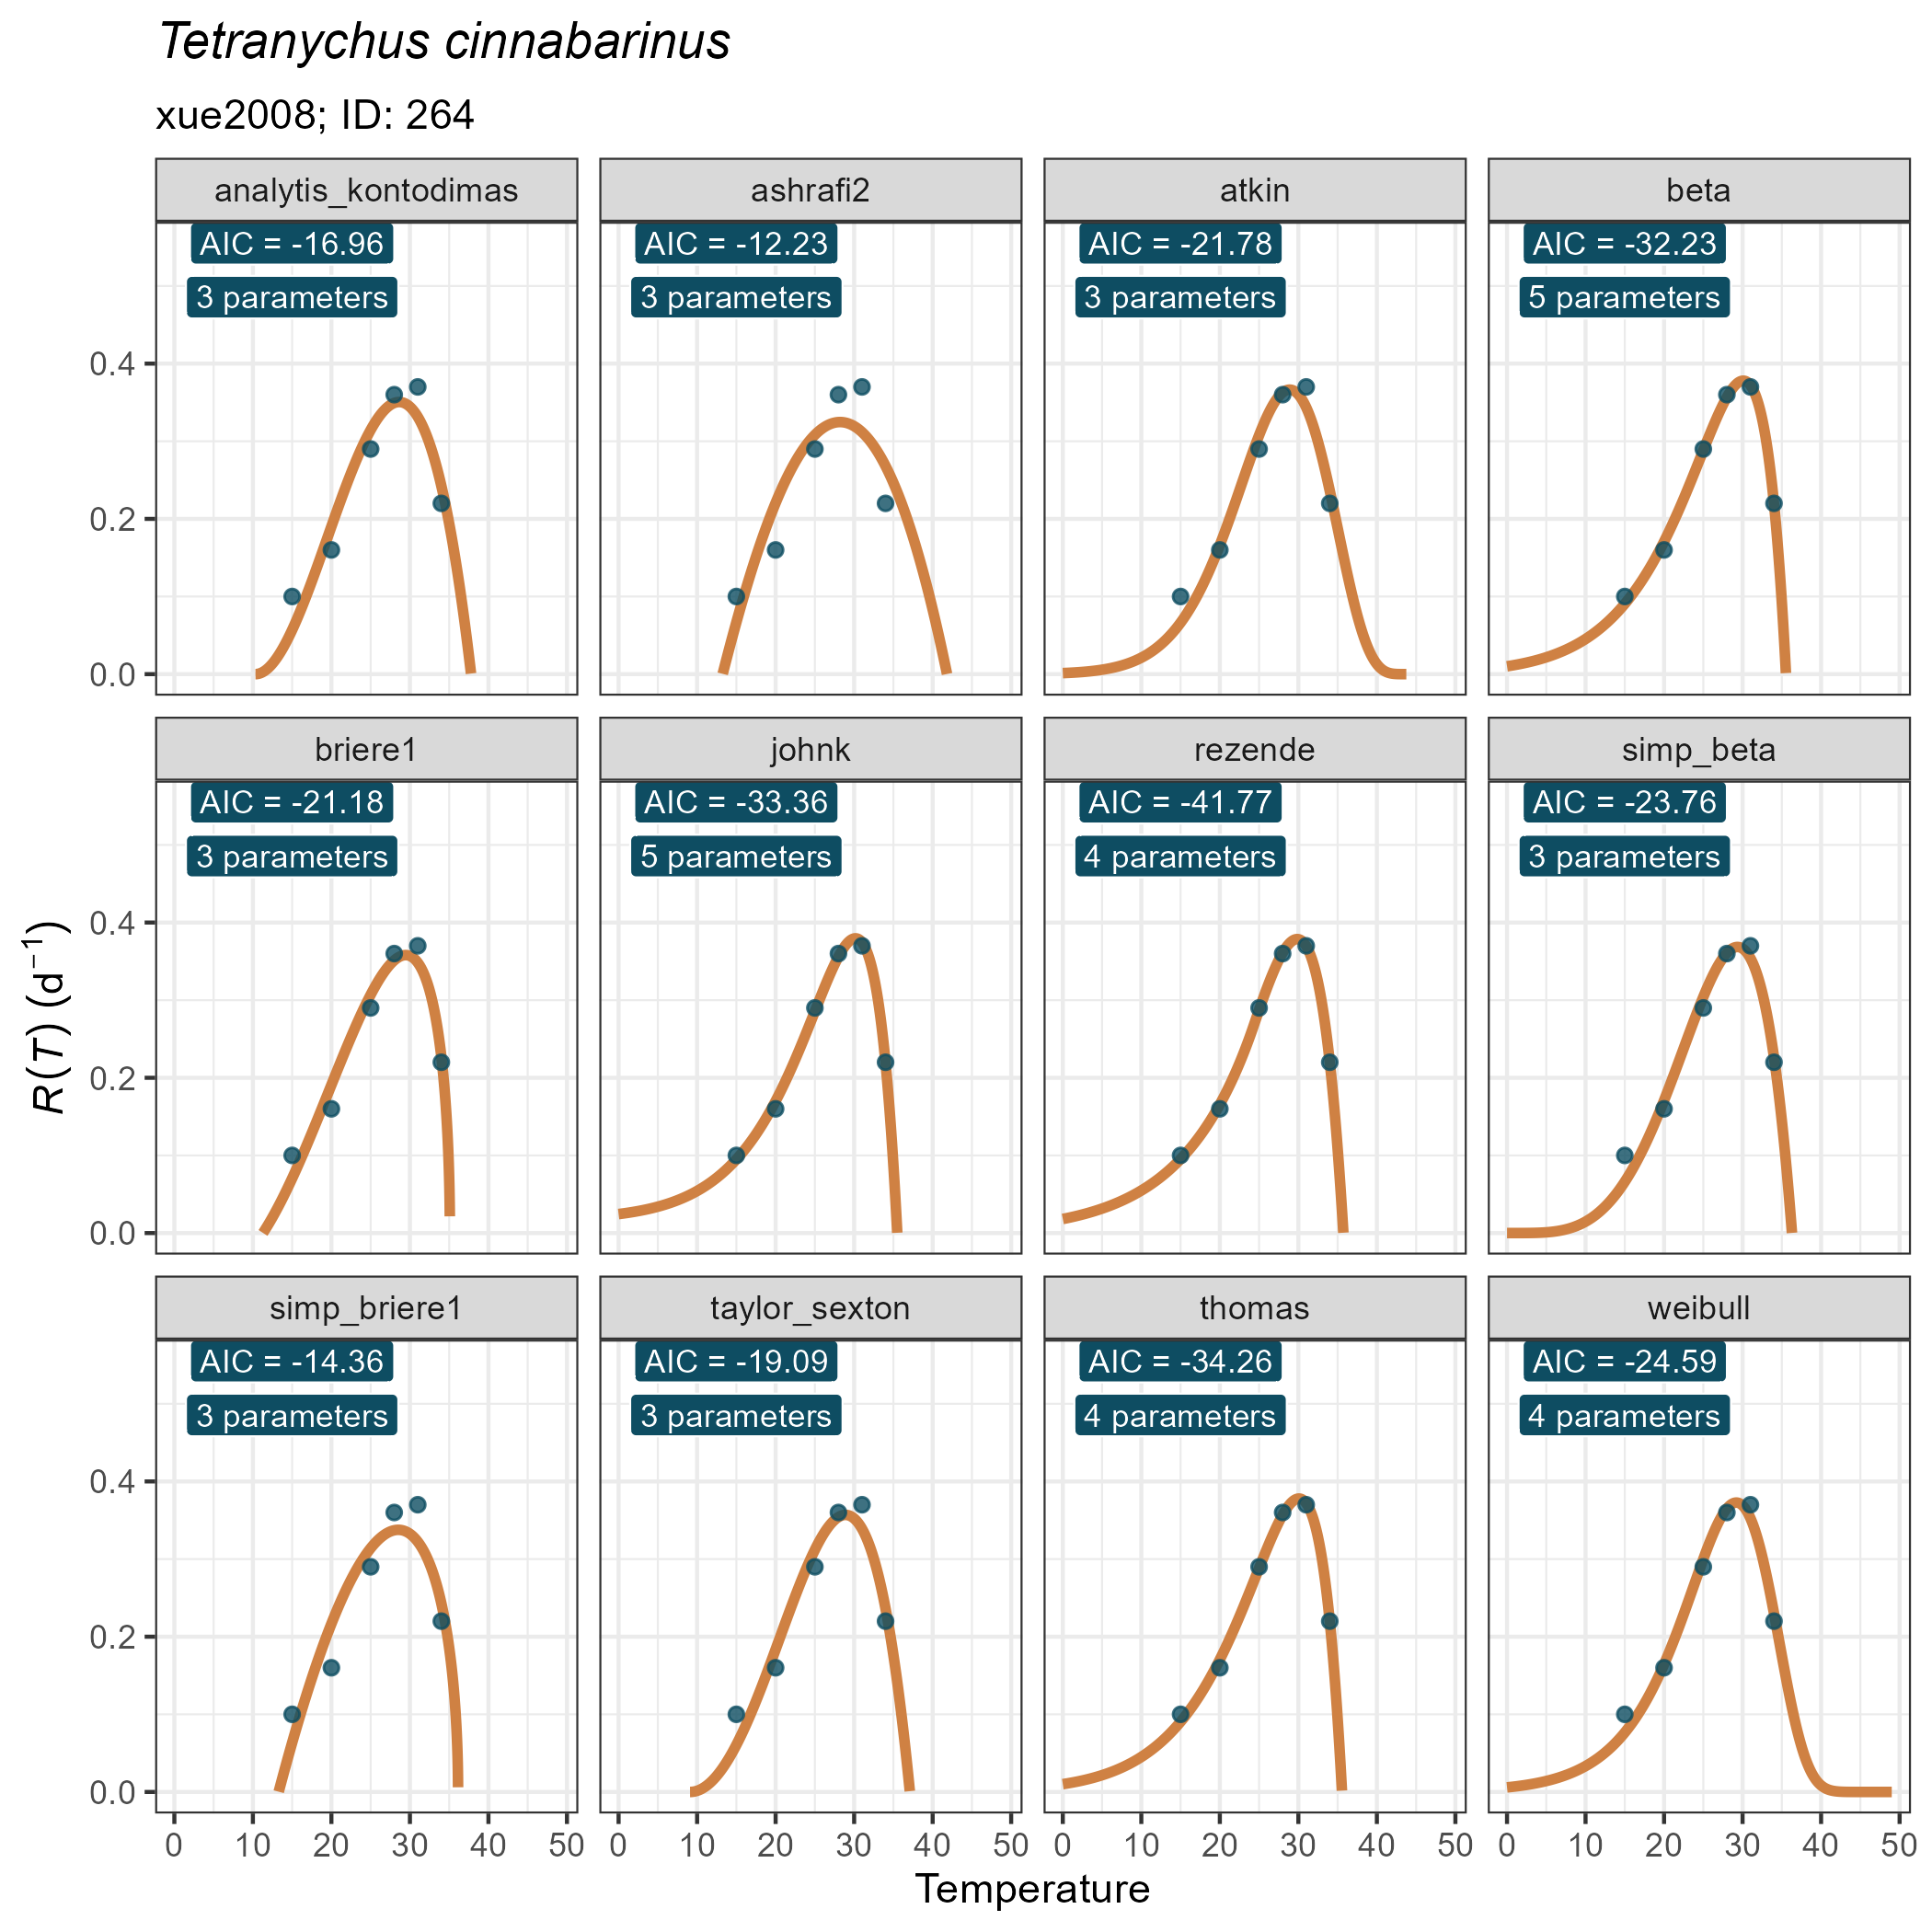 Tetranychus cinnabarinus
xue2008; ID: 264
analytis_kontodimas ashrafi2 atkin beta
AIC = -16.96 AIC = -12.23 AIC = -21.78 AIC = -32.23
3 parameters 3 parameters 3 parameters 5 parameters
0.4
0.2
0.0
briere1 johnk rezende simp_beta
AIC = -21.18 AIC = -33.36 AIC = -41.77 AIC = -23.76
3 parameters 5 parameters 4 parameters 3 parameters
0.4
0.2
0.0
R(T) (d⁻¹)
simp_briere1 taylor_sexton thomas weibull
AIC = -14.36 AIC = -19.09 AIC = -34.26 AIC = -24.59
3 parameters 3 parameters 4 parameters 4 parameters
0.4
0.2
0.0
0 10 20 30 40 50 0 10 20 30 40 50 0 10 20 30 40 50 0 10 20 30 40 50
Temperature